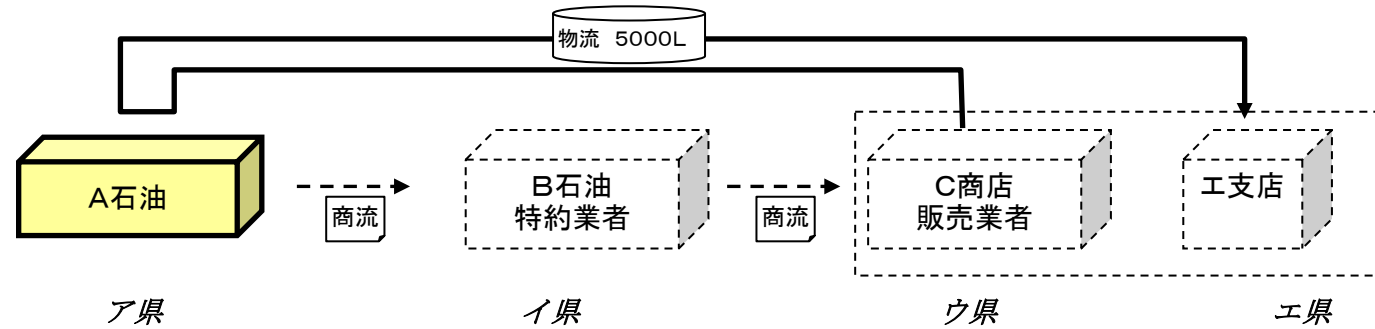 物流 5000L
A石油
商流
B石油
特約業者
商流
C商店
販売業者
エ支店
ア県
イ県
ウ県
エ県